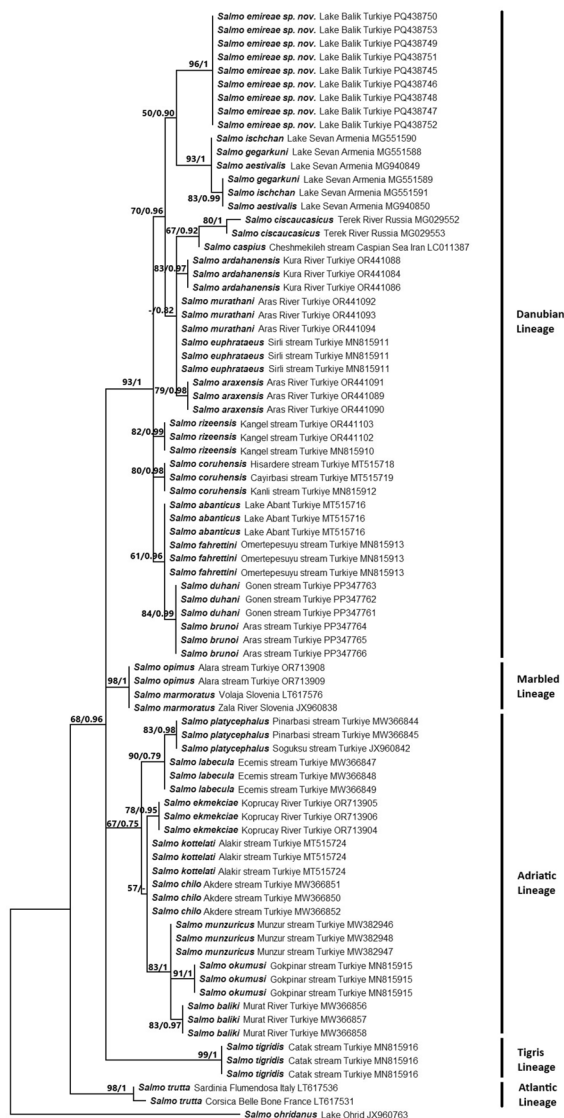 Salmo emireae sp. nov. Lake Balik Turkiye PQ438750
Salmo emireae sp. nov. Lake Balik Turkiye PQ438753
Salmo emireae sp. nov. Lake Balik Turkiye PQ438749
Salmo emireae sp. nov. Lake Balik Turkiye PQ438751
96/1
Salmo emireae sp. nov. Lake Balik Turkiye PQ438745
Salmo emireae sp. nov. Lake Balik Turkiye PQ438746
Salmo emireae sp. nov. Lake Balik Turkiye PQ438748
Salmo emireae sp. nov. Lake Balik Turkiye PQ438747
50/0.90
Salmo emireae sp. nov. Lake Balik Turkiye PQ438752
Salmo ischchan Lake Sevan Armenia MG551590
Salmo gegarkuni Lake Sevan Armenia MG551588
93/1
Salmo aestivalis Lake Sevan Armenia MG940849
Salmo gegarkuni Lake Sevan Armenia MG551589
83/0.99
Salmo ischchan Lake Sevan Armenia MG551591
Salmo aestivalis Lake Sevan Armenia MG940850
70/0.96
80/1
Salmo ciscaucasicus Terek River Russia MG029552
67/0.92
Salmo ciscaucasicus Terek River Russia MG029553
Salmo caspius Cheshmekileh stream Caspian Sea Iran LC011387
Salmo ardahanensis Kura River Turkiye OR441088
83/0.97
Salmo ardahanensis Kura River Turkiye OR441084
Salmo ardahanensis Kura River Turkiye OR441086
Salmo murathani Aras River Turkiye OR441092
-/0.82
Salmo murathani Aras River Turkiye OR441093
Salmo murathani Aras River Turkiye OR441094
Danubian
Lineage
Salmo euphrataeus Sirli stream Turkiye MN815911
Salmo euphrataeus Sirli stream Turkiye MN815911
Salmo euphrataeus Sirli stream Turkiye MN815911
93/1
Salmo araxensis Aras River Turkiye OR441091
79/0.98
Salmo araxensis Aras River Turkiye OR441089
Salmo araxensis Aras River Turkiye OR441090
Salmo rizeensis Kangel stream Turkiye OR441103
82/0.99
Salmo rizeensis Kangel stream Turkiye OR441102
Salmo rizeensis Kangel stream Turkiye MN815910
Salmo coruhensis Hisardere stream Turkiye MT515718
80/0.98
Salmo coruhensis Cayirbasi stream Turkiye MT515719
Salmo coruhensis Kanli stream Turkiye MN815912
Salmo abanticus Lake Abant Turkiye MT515716
Salmo abanticus Lake Abant Turkiye MT515716
Salmo abanticus Lake Abant Turkiye MT515716
61/0.96
Salmo fahrettini Omertepesuyu stream Turkiye MN815913
Salmo fahrettini Omertepesuyu stream Turkiye MN815913
Salmo fahrettini Omertepesuyu stream Turkiye MN815913
Salmo duhani Gonen stream Turkiye PP347763
Salmo duhani Gonen stream Turkiye PP347762
84/0.99
Salmo duhani Gonen stream Turkiye PP347761
Salmo brunoi Aras stream Turkiye PP347764
Salmo brunoi Aras stream Turkiye PP347765
Salmo brunoi Aras stream Turkiye PP347766
Salmo opimus Alara stream Turkiye OR713908
98/1
Salmo opimus Alara stream Turkiye OR713909
Salmo marmoratus Volaja Slovenia LT617576
Salmo marmoratus Zala River Slovenia JX960838
Marbled
Lineage
68/0.96
Salmo platycephalus Pinarbasi stream Turkiye MW366844
83/0.98
Salmo platycephalus Pinarbasi stream Turkiye MW366845
Salmo platycephalus Soguksu stream Turkiye JX960842
90/0.79
Salmo labecula Ecemis stream Turkiye MW366847
Salmo labecula Ecemis stream Turkiye MW366848
Salmo labecula Ecemis stream Turkiye MW366849
78/0.95
Salmo ekmekciae Koprucay River Turkiye OR713905
Salmo ekmekciae Koprucay River Turkiye OR713906
67/0.75
Salmo ekmekciae Koprucay River Turkiye OR713904
Salmo kottelati Alakir stream Turkiye MT515724
Salmo kottelati Alakir stream Turkiye MT515724
Salmo kottelati Alakir stream Turkiye MT515724
Adriatic
Lineage
57/-
Salmo chilo Akdere stream Turkiye MW366851
Salmo chilo Akdere stream Turkiye MW366850
Salmo chilo Akdere stream Turkiye MW366852
Salmo munzuricus Munzur stream Turkiye MW382946
Salmo munzuricus Munzur stream Turkiye MW382948
Salmo munzuricus Munzur stream Turkiye MW382947
83/1
Salmo okumusi Gokpinar stream Turkiye MN815915
91/1
Salmo okumusi Gokpinar stream Turkiye MN815915
Salmo okumusi Gokpinar stream Turkiye MN815915
Salmo baliki Murat River Turkiye MW366856
Salmo baliki Murat River Turkiye MW366857
83/0.97
Salmo baliki Murat River Turkiye MW366858
99/1
Salmo tigridis Catak stream Turkiye MN815916
Salmo tigridis Catak stream Turkiye MN815916
Salmo tigridis Catak stream Turkiye MN815916
Tigris
Lineage
98/1
Salmo trutta Sardinia Flumendosa Italy LT617536
Salmo trutta Corsica Belle Bone France LT617531
Atlantic
Lineage
Salmo ohridanus Lake Ohrid JX960763